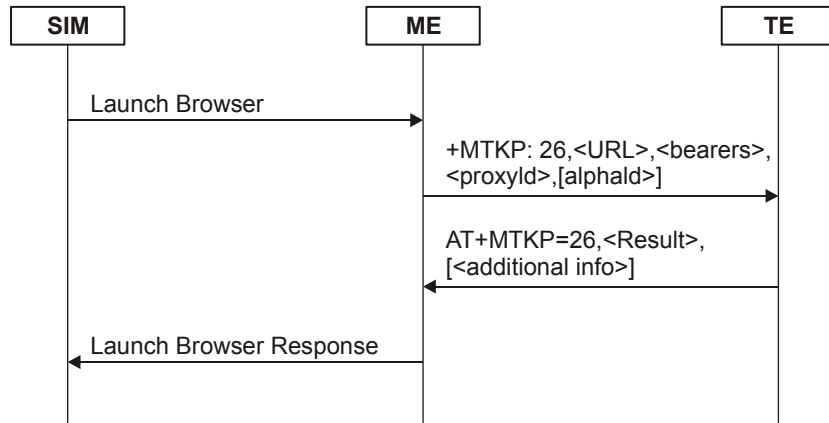 SIM
ME
TE
Launch Browser
+MTKP: 26,<URL>,<bearers>,
<proxyId>,[alphaId>]
AT+MTKP=26,<Result>,
[<additional info>]
Launch Browser Response